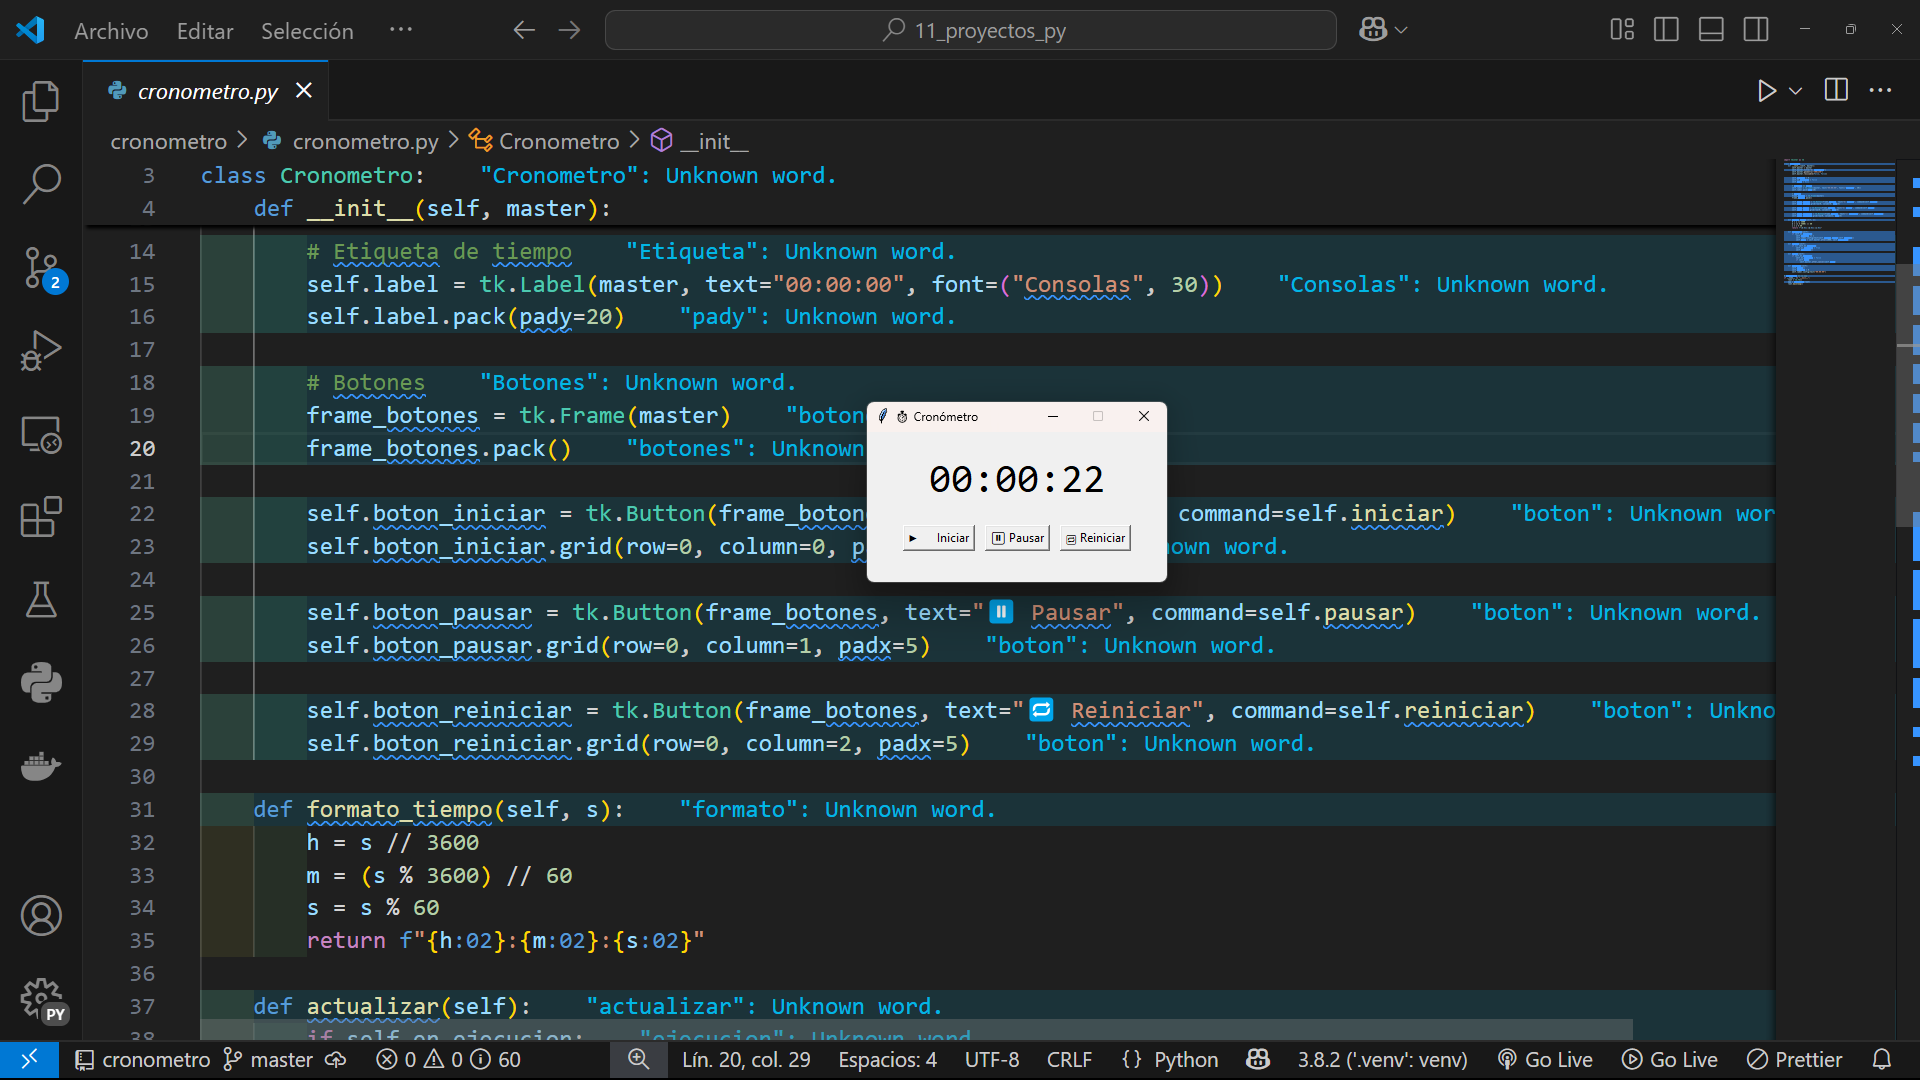 Archivo Editar Selección ··· 11_proyectos_py
cronometro.py
cronometro > cronometro.py > Cronometro > __init__
3 class Cronometro: "Cronometro": Unknown word.
4 def __init__(self, master):
14 # Etiqueta de tiempo "Etiqueta": Unknown word.
15 self.label = tk.Label(master, text="00:00:00", font=("Consolas", 30)) "Consolas": Unknown word.
16 self.label.pack(pady=20) "pady": Unknown word.
17
18 # Botones "Botones": Unknown word.
19 frame_botones = tk.Frame(master) "boton
20 frame_botones.pack() "botones": Unknown
21
22 self.boton_iniciar = tk.Button(frame_boton command=self.iniciar) "boton": Unknown wor
23 self.boton_iniciar.grid(row=0, column=0, p own word.
24
25 self.boton_pausar = tk.Button(frame_botones, text="⏸ Pausar", command=self.pausar) "boton": Unknown word.
26 self.boton_pausar.grid(row=0, column=1, padx=5) "boton": Unknown word.
27
28 self.boton_reiniciar = tk.Button(frame_botones, text="🔁 Reiniciar", command=self.reiniciar) "boton": Unkno
29 self.boton_reiniciar.grid(row=0, column=2, padx=5) "boton": Unknown word.
30
31 def formato_tiempo(self, s): "formato": Unknown word.
32 h = s // 3600
33 m = (s % 3600) // 60
34 s = s % 60
35 return f"{h:02}:{m:02}:{s:02}"
36
37 def actualizar(self): "actualizar": Unknown word.
38 if self.en_ejecucion: "ejecucion": Unknown word.
Cronómetro
00:00:22
Iniciar Pausar Reiniciar
2
PY
cronometro master 0 0 60 Lín. 20, col. 29 Espacios: 4 UTF-8 CRLF {} Python 3.8.2 ('.venv': venv) Go Live Go Live Prettier